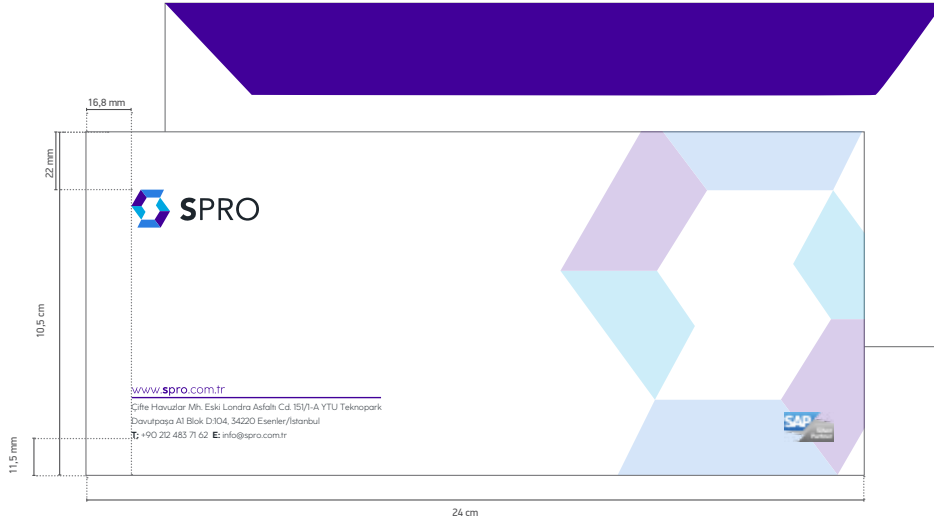 16,8 mm
22 mm
SPRO
10,5 cm
www.spro.com.tr
Çifte Havuzlar Mh. Eski Londra Asfaltı Cd. 151/1-A YTU Teknopark
Davutpaşa A1 Blok D:104, 34220 Esenler/İstanbul
T: +90 212 483 71 62 E: info@spro.com.tr
SAP
Partner
11,5 mm
24 cm